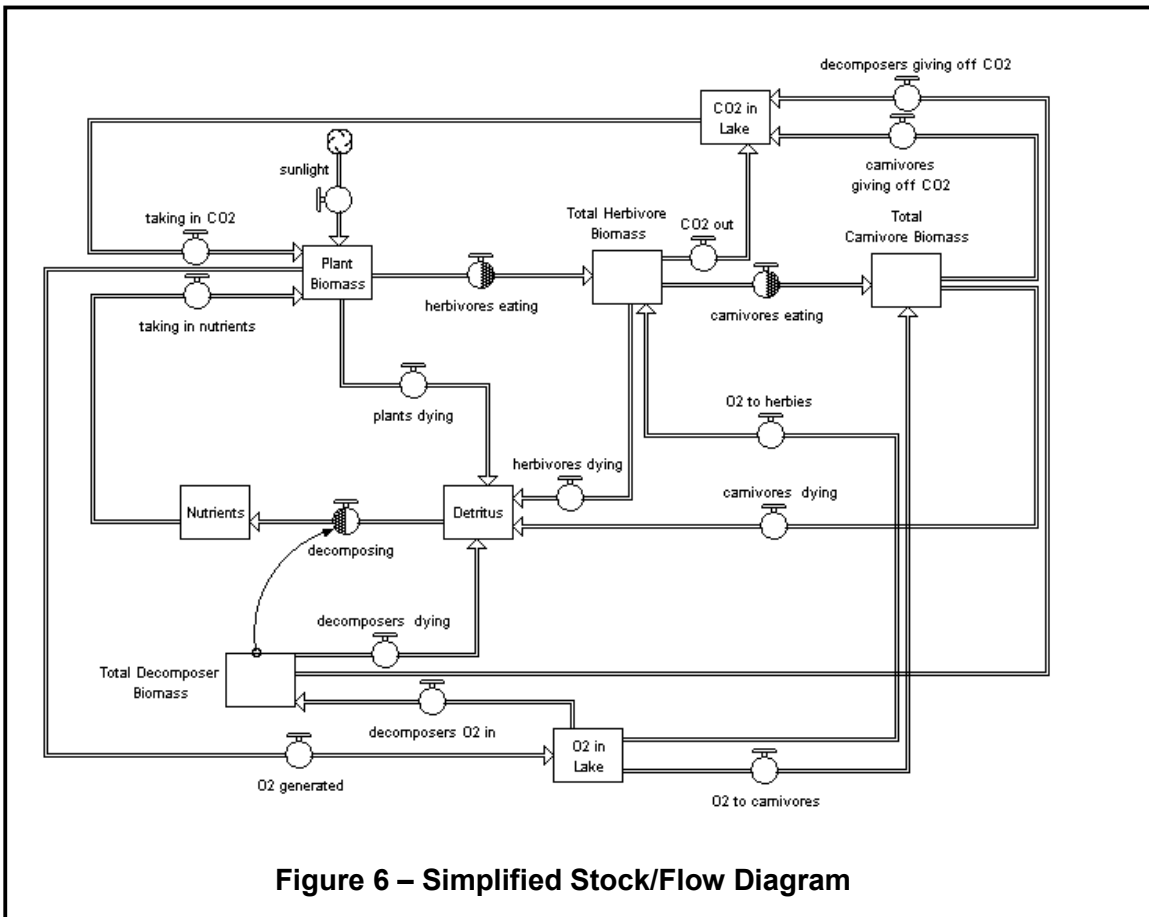 decomposers giving off CO2
CO2 in
Lake
sunlight
carnivores
giving off CO2
taking in CO2
Total Herbivore
Biomass
CO2 out
Total
Carnivore Biomass
Plant
Biomass
herbivores eating
carnivores eating
taking in nutrients
plants dying
O2 to herbies
herbivores dying
carnivores dying
Nutrients
Detritus
decomposing
decomposers dying
Total Decomposer
Biomass
decomposers O2 in
O2 in
Lake
O2 generated
O2 to carnivores
Figure 6 – Simplified Stock/Flow Diagram